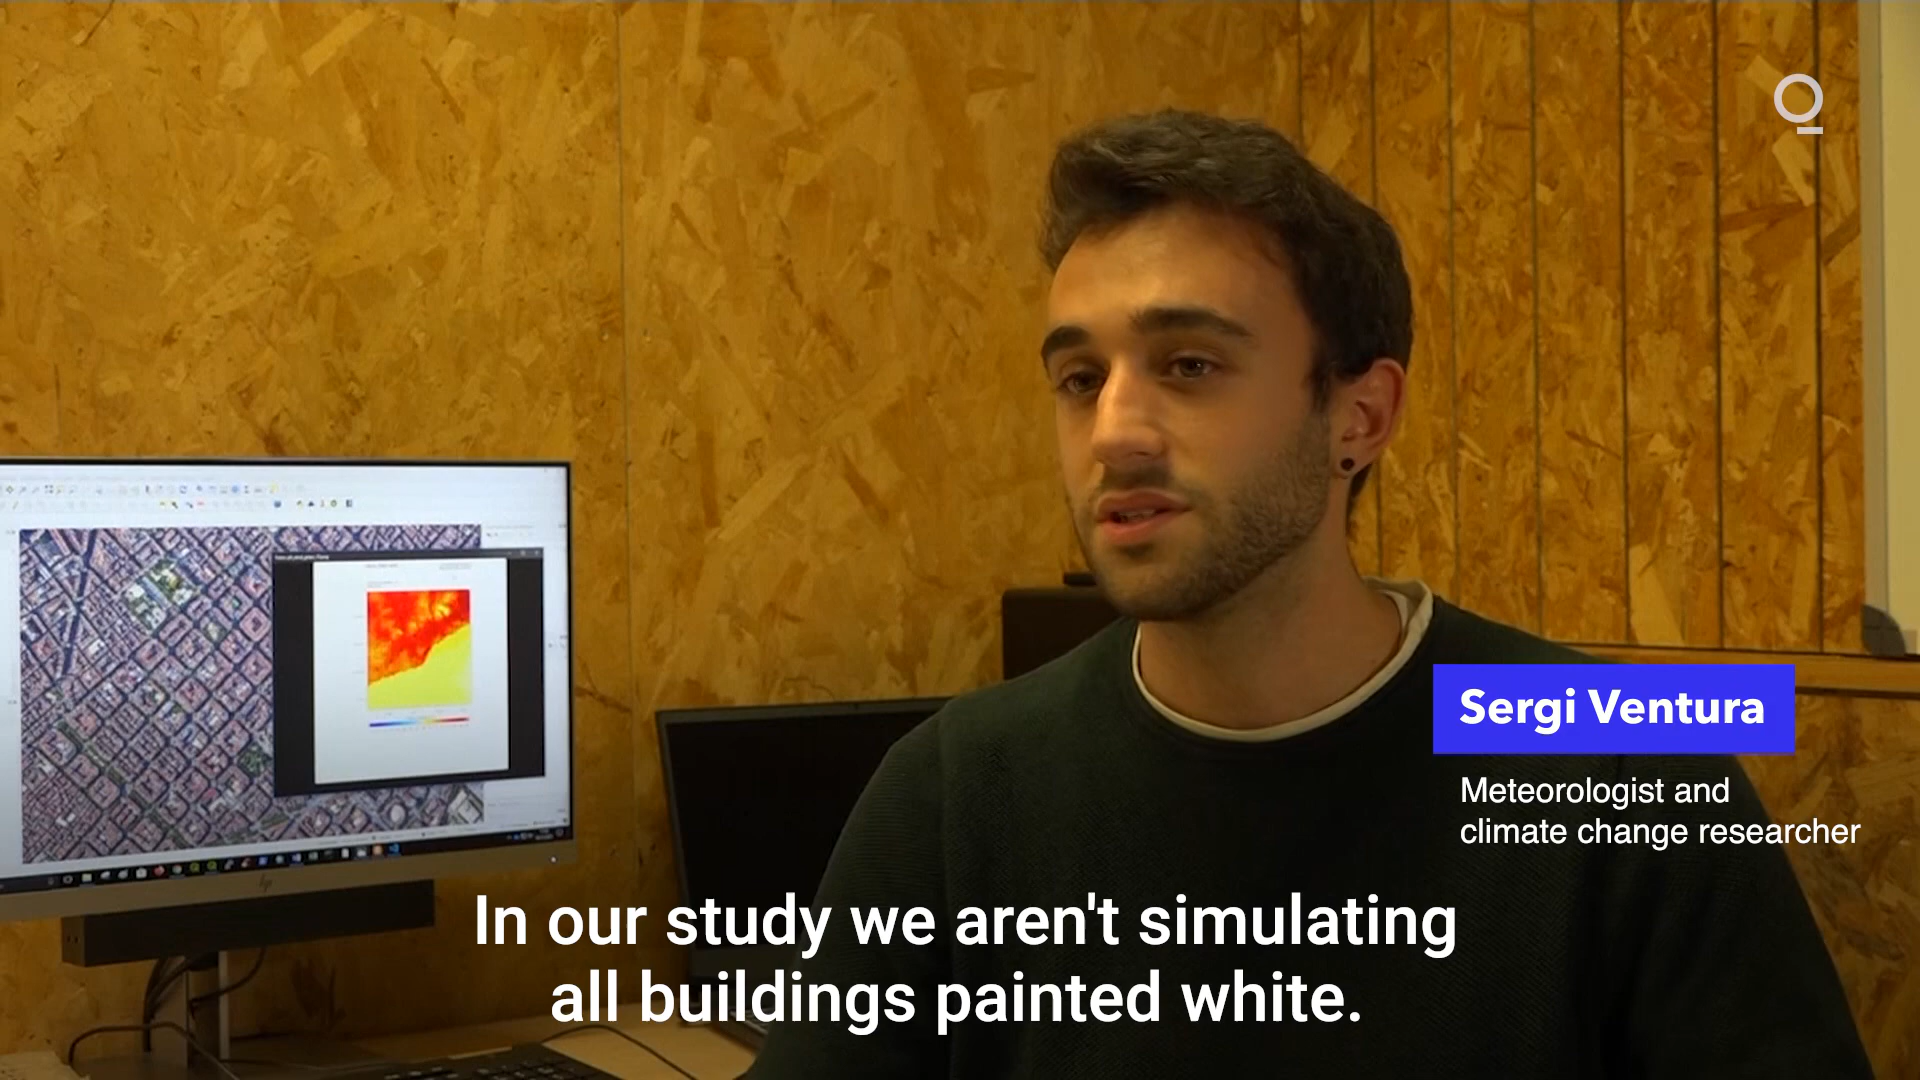 Sergi Ventura
Meteorologist and
climate change researcher
In our study we aren't simulating
all buildings painted white.